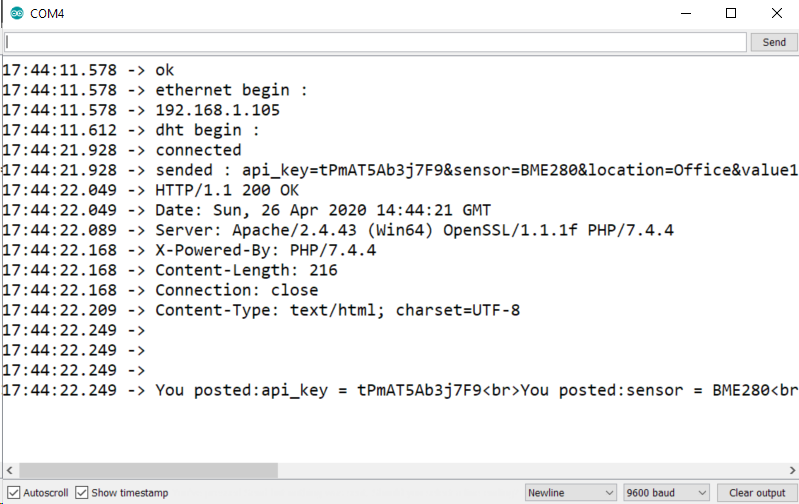 COM4
Send
17:44:11.578 -> ok
17:44:11.578 -> ethernet begin :
17:44:11.578 -> 192.168.1.105
17:44:11.612 -> dht begin :
17:44:21.928 -> connected
17:44:21.928 -> sended : api_key=tPmAT5Ab3j7F9&sensor=BME280&location=Office&value1
17:44:22.049 -> HTTP/1.1 200 OK
17:44:22.049 -> Date: Sun, 26 Apr 2020 14:44:21 GMT
17:44:22.089 -> Server: Apache/2.4.43 (Win64) OpenSSL/1.1.1f PHP/7.4.4
17:44:22.168 -> X-Powered-By: PHP/7.4.4
17:44:22.168 -> Content-Length: 216
17:44:22.168 -> Connection: close
17:44:22.209 -> Content-Type: text/html; charset=UTF-8
17:44:22.249 ->
17:44:22.249 ->
17:44:22.249 ->
17:44:22.249 -> You posted:api_key = tPmAT5Ab3j7F9<br>You posted:sensor = BME280<br
Autoscroll Show timestamp Newline 9600 baud Clear output